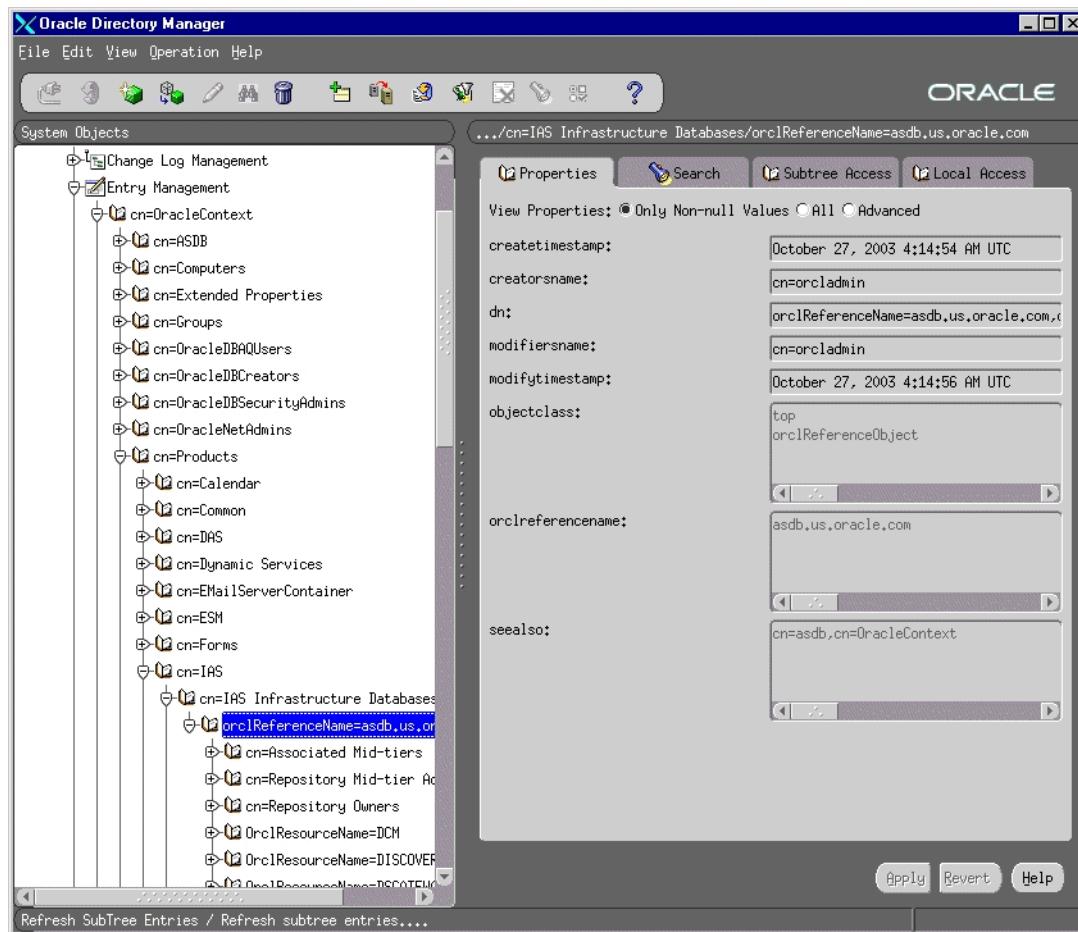 Oracle Directory Manager
File Edit View Operation Help
ORACLE
System Objects
.../cn=IAS Infrastructure Databases/orclReferenceName=asdb.us.oracle.com
Change Log Management
Entry Management
cn=OracleContext
cn=ASDB
cn=Computers
cn=Extended Properties
cn=Groups
cn=OracleDBAQUsers
cn=OracleDBCreators
cn=OracleDBSecurityAdmins
cn=OracleNetAdmins
cn=Products
cn=Calendar
cn=Common
cn=DAS
cn=Dynamic Services
cn=EMailServerContainer
cn=ESM
cn=Forms
cn=IAS
cn=IAS Infrastructure Databases
orclReferenceName=asdb.us.or
cn=Associated Mid-tiers
cn=Repository Mid-tier Ac
cn=Repository Owners
OrclResourceName=DCM
OrclResourceName=DISCOVER
Properties Search Subtree Access Local Access
View Properties: Only Non-null Values All Advanced
createtimestamp: October 27, 2003 4:14:54 AM UTC
creatorsname: cn=orcladmin
dn: orclReferenceName=asdb.us.oracle.com,c
modifiersname: cn=orcladmin
modifytimestamp: October 27, 2003 4:14:56 AM UTC
objectclass: top
orclReferenceObject
orclreferencename: asdb.us.oracle.com
seealso: cn=asdb,cn=OracleContext
Apply Revert Help
Refresh SubTree Entries / Refresh subtree entries....